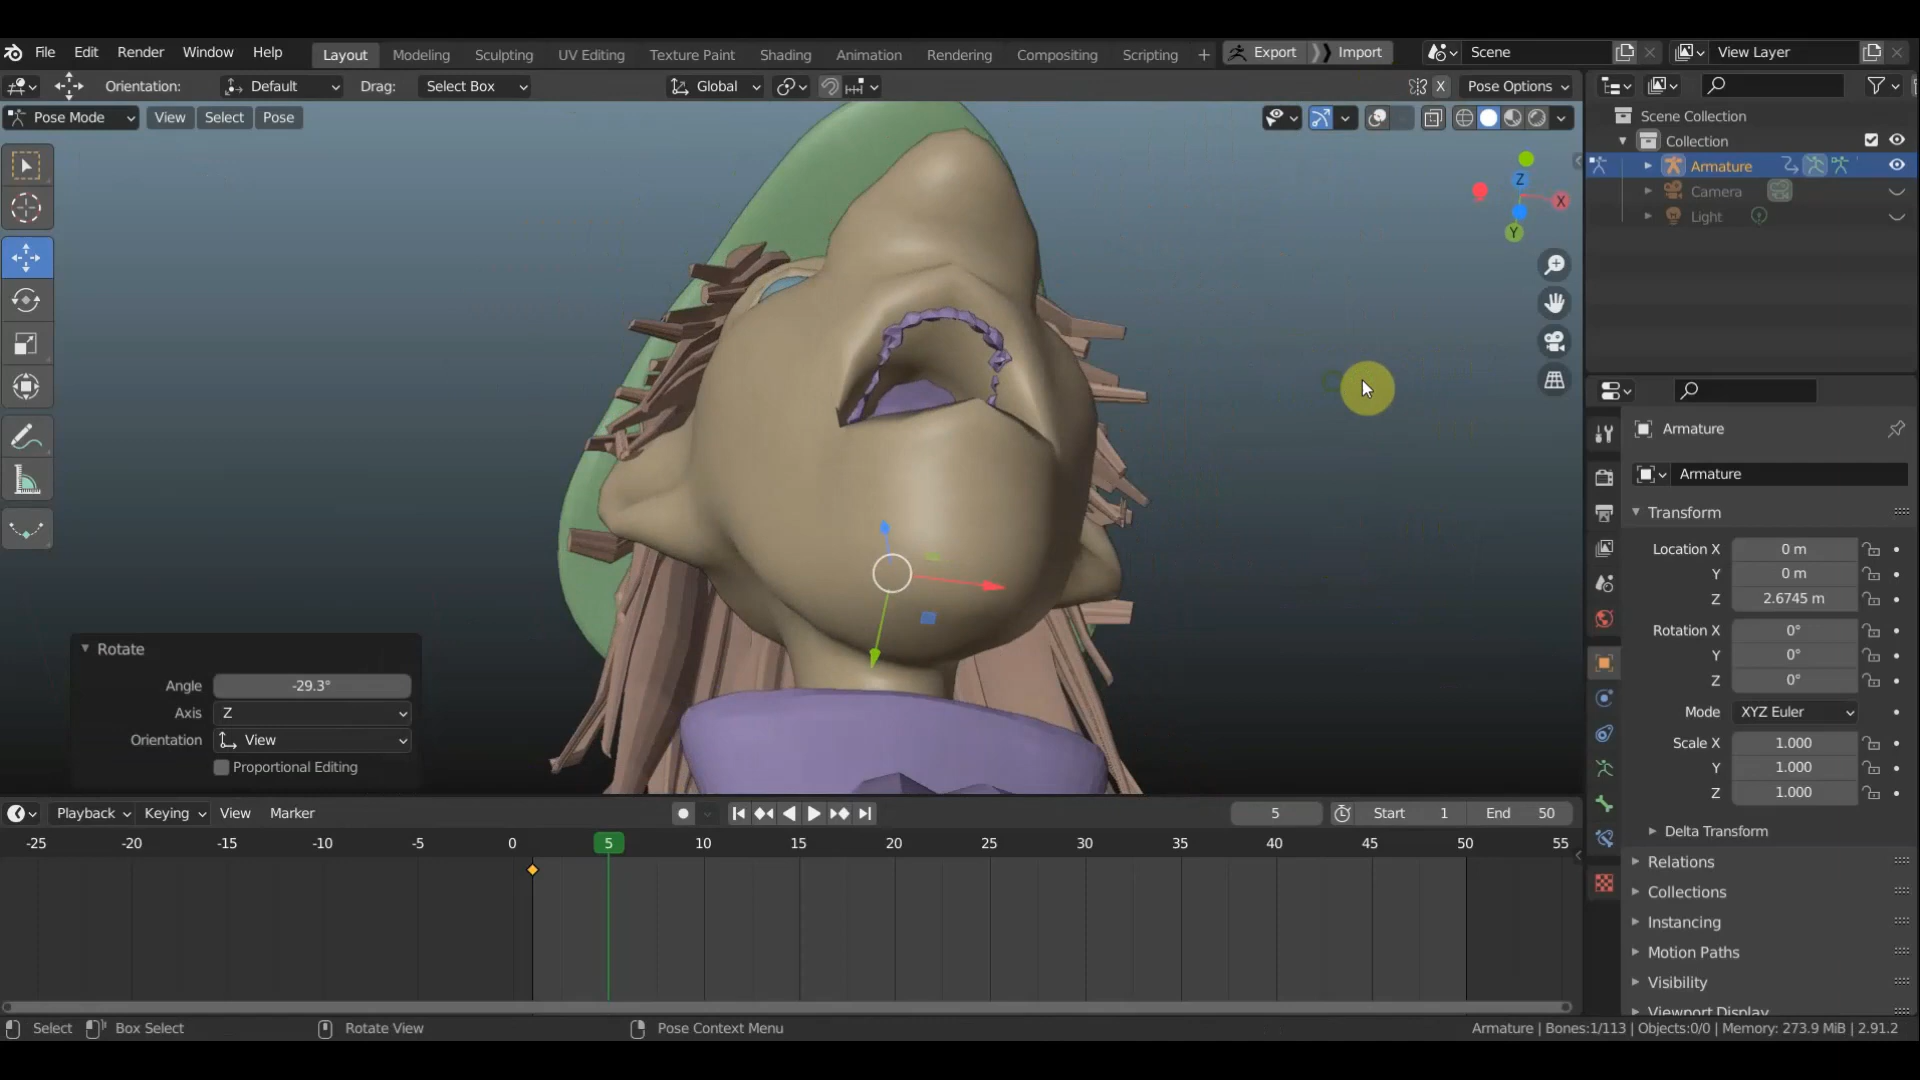 File Edit Render Window Help Layout Modeling Sculpting UV Editing Texture Paint Shading Animation Rendering Compositing Scripting + Export Import Scene View Layer
Orientation: Default Drag: Select Box Global X Pose Options
Pose Mode View Select Pose
Scene Collection
Collection
Armature
Camera
Light
Z
X
Y
Armature
Armature
Transform
Location X 0 m
Y 0 m
Z 2.6745 m
Rotation X 0°
Y 0°
Z 0°
Mode XYZ Euler
Scale X 1.000
Y 1.000
Z 1.000
Delta Transform
Relations
Collections
Instancing
Motion Paths
Visibility
Viewport Display
Rotate
Angle -29.3°
Axis Z
Orientation View
Proportional Editing
Playback Keying View Marker 5 Start 1 End 50
-25 -20 -15 -10 -5 0 5 10 15 20 25 30 35 40 45 50 55
Select Box Select Rotate View Pose Context Menu Armature | Bones:1/113 | Objects:0/0 | Memory: 273.9 MiB | 2.91.2